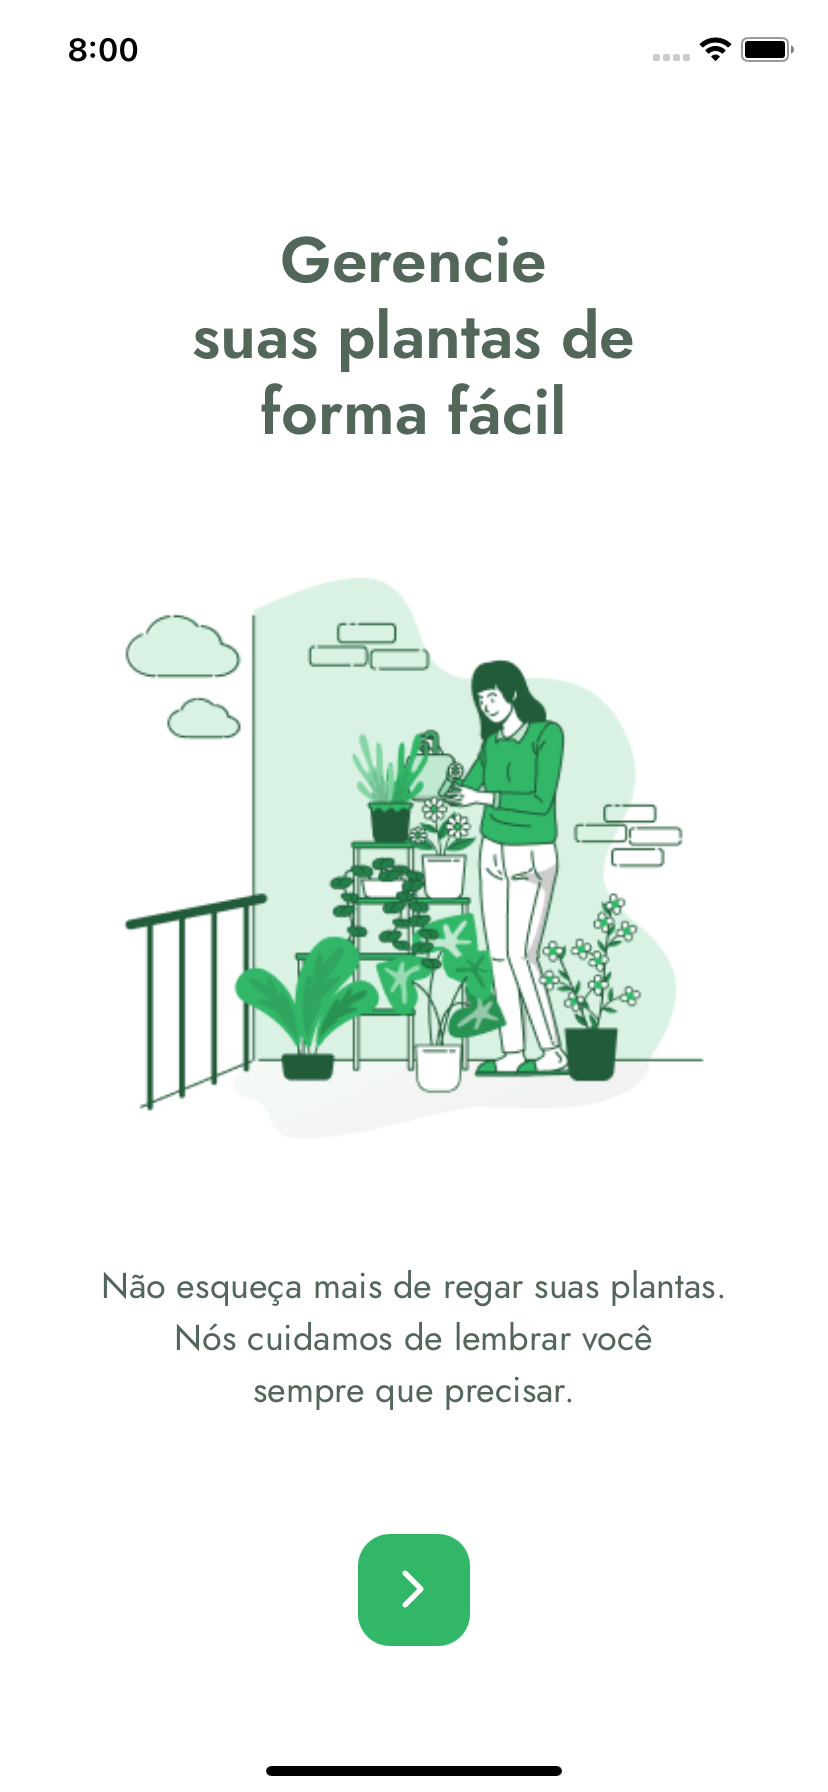 8:00
Gerencie
suas plantas de
forma fácil
Não esqueça mais de regar suas plantas.
Nós cuidamos de lembrar você
sempre que precisar.